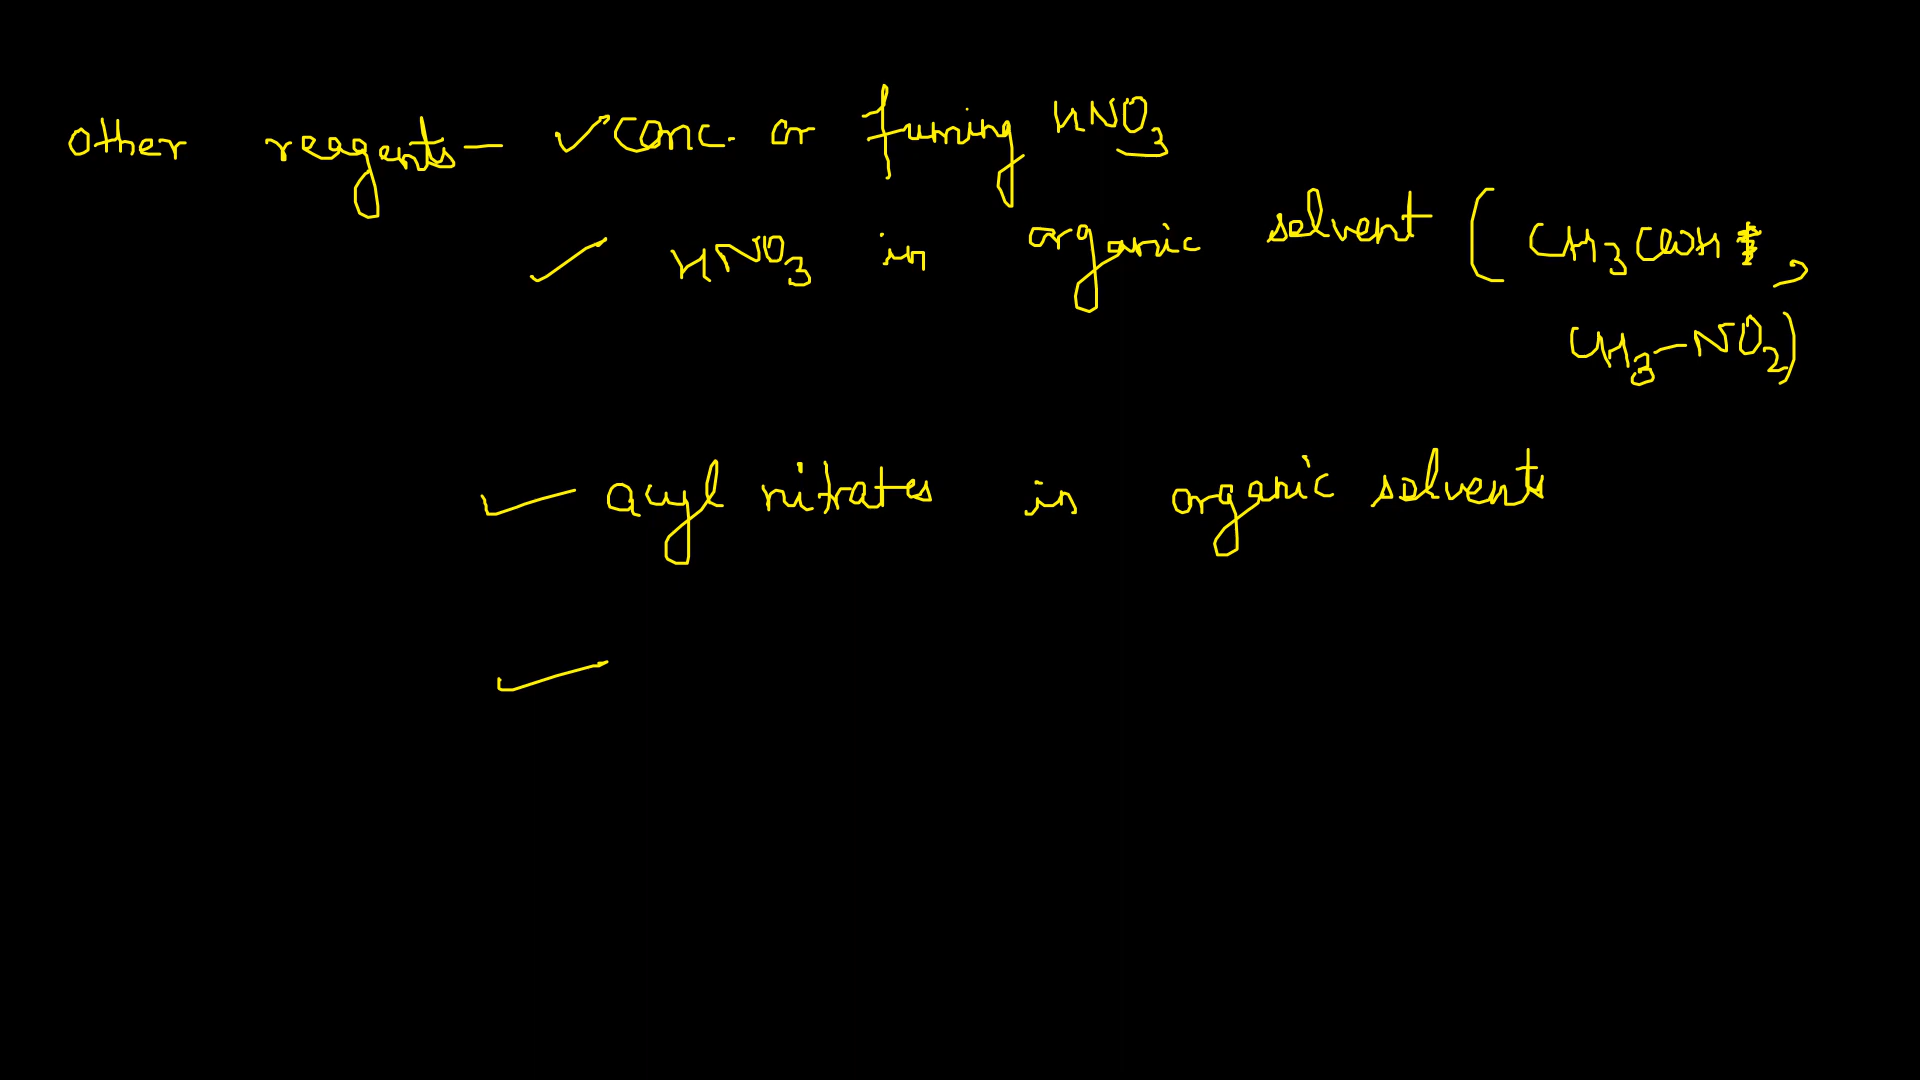 Other reagents — ✓ conc. or fuming HNO3
✓ HNO3 in organic solvent (CH3COOH,
CH3-NO2)
✓ acyl nitrates in organic solvents
✓